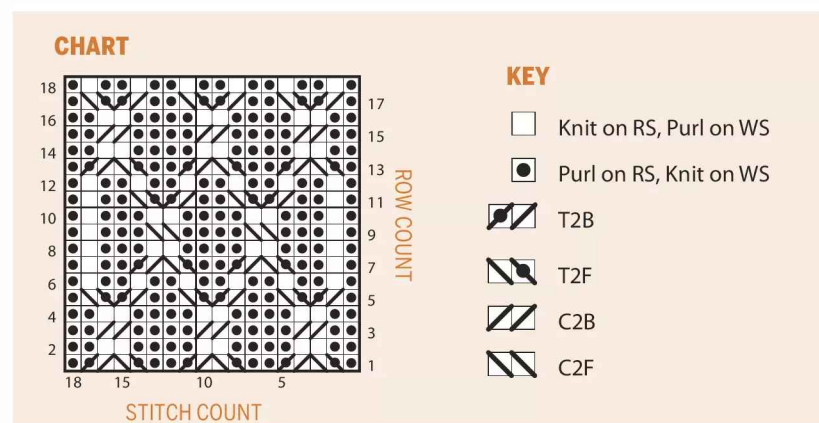 CHART
KEY
18
17
16
15
14
13
12
11
10
9
8
7
6
5
4
3
2
1
18 15 10 5
STITCH COUNT
ROW COUNT
Knit on RS, Purl on WS
Purl on RS, Knit on WS
T2B
T2F
C2B
C2F